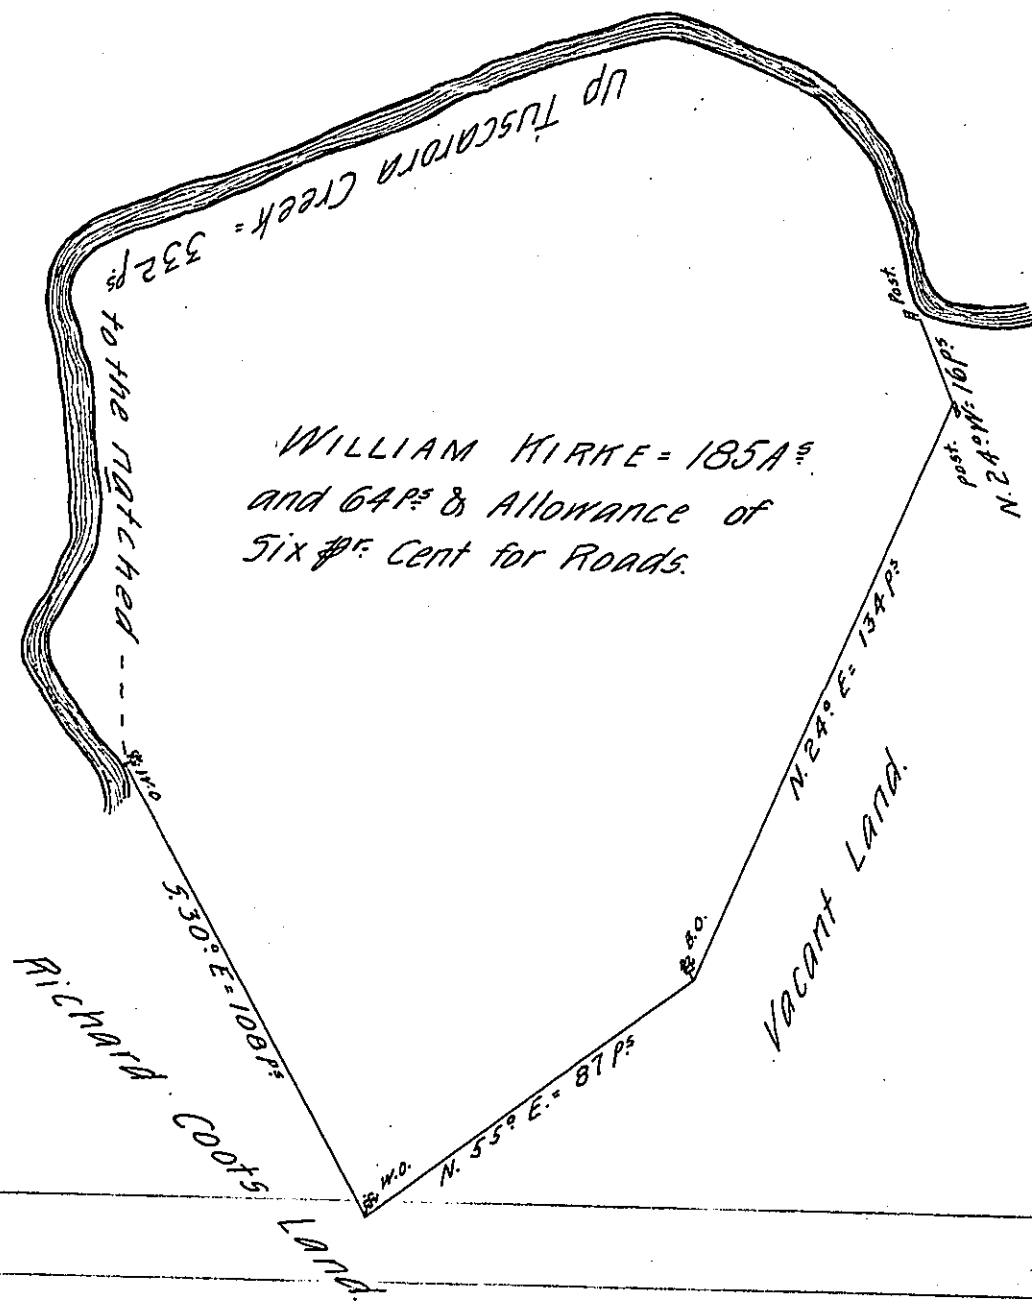 Up Tuscarora Creek = 332 ps
to the notched - - - -
Post.
Post.
N. 24° W = 16 Ps
WILLIAM KIRKE = 185 As
and 64 Ps & Allowance of
Six pr. Cent for Roads.
N. 24° E = 134 Ps
W.O.
S. 30° E = 108 Ps
Vacant Land.
B.O.
Richard Coots Land.
N. 55° E. = 87 Ps
W.O.